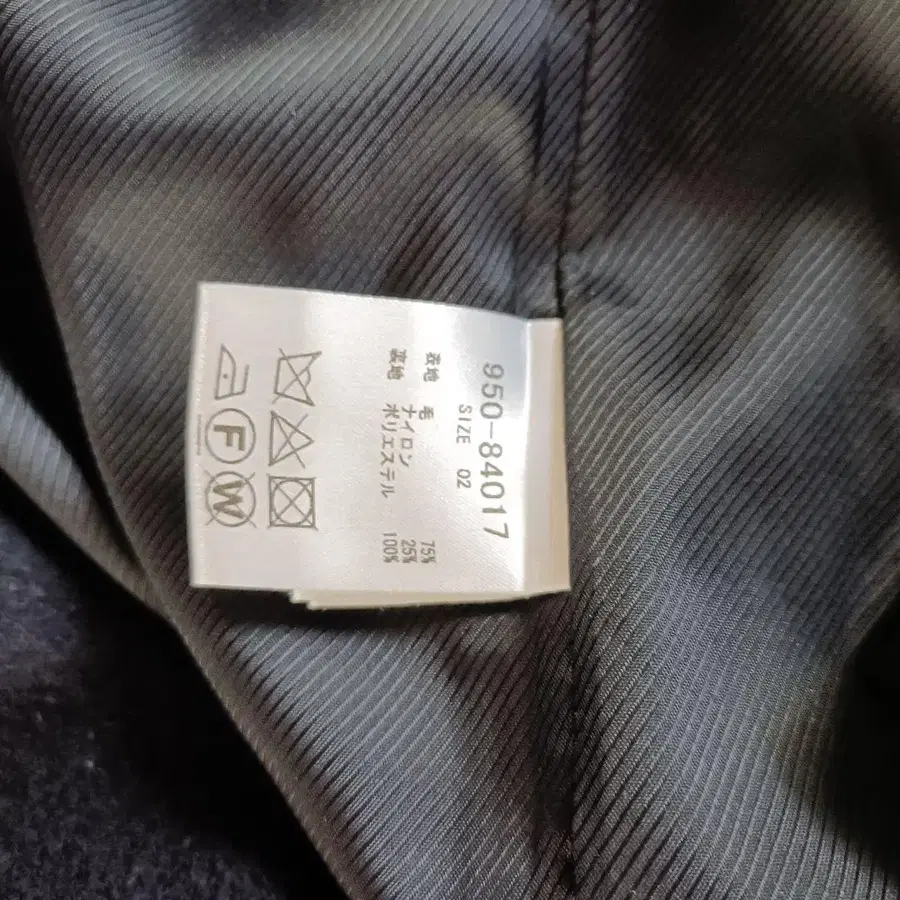 950-84017
SIZE 02
表地 毛 75%
ナイロン 25%
裏地 ポリエステル 100%
F
W